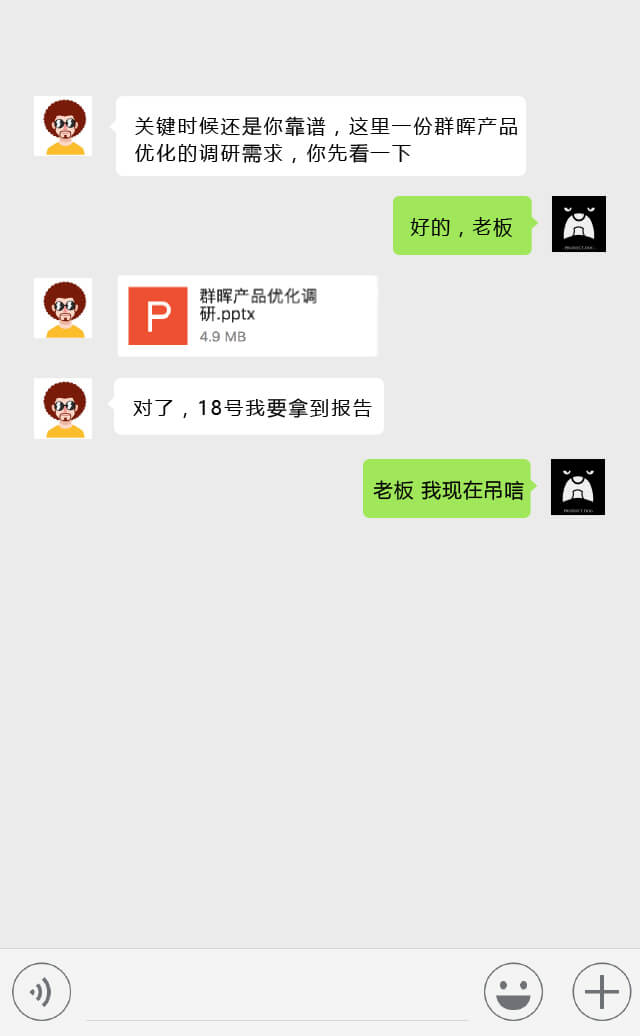 关键时候还是你靠谱，这里一份群晖产品
优化的调研需求，你先看一下
好的，老板
群晖产品优化调
研.pptx
4.9 MB
P
对了，18号我要拿到报告
老板 我现在吊唁